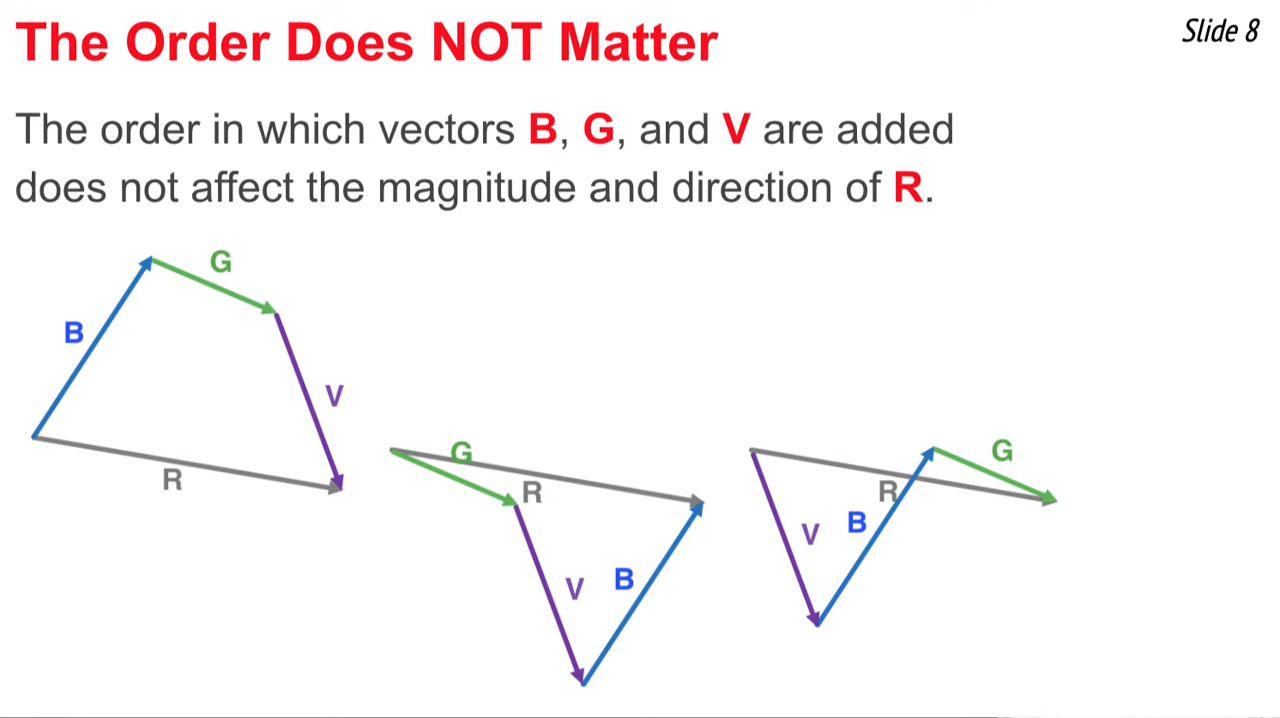 The Order Does NOT Matter
Slide 8
The order in which vectors B, G, and V are added
does not affect the magnitude and direction of R.
G
B
V
R
G
R
V
B
G
R
B
V